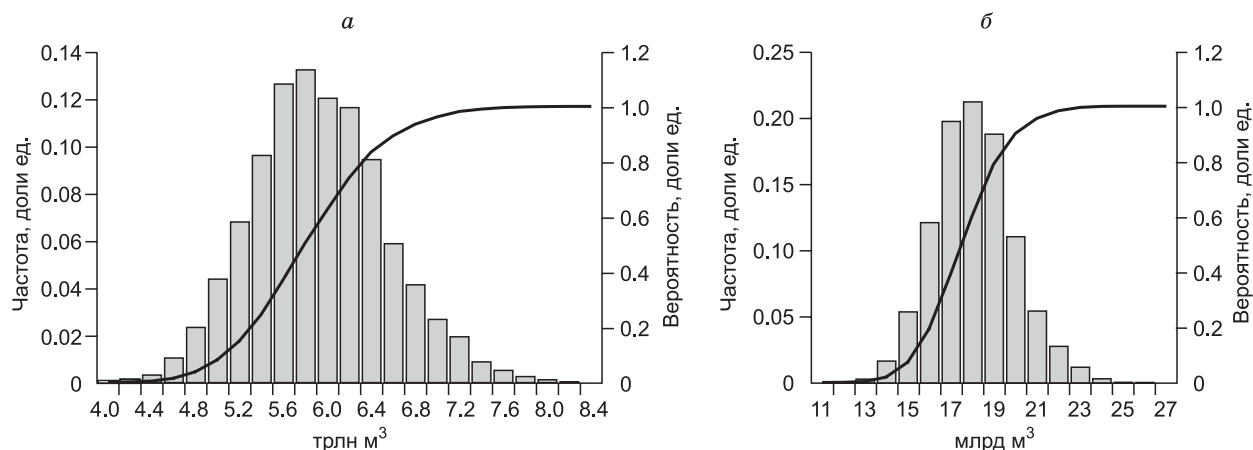 а
Частота, доли ед.
0.14
0.12
0.10
0.08
0.06
0.04
0.02
0
1.2
1.0
0.8
0.6
0.4
0.2
0
Вероятность, доли ед.
4.0 4.4 4.8 5.2 5.6 6.0 6.4 6.8 7.2 7.6 8.0 8.4
трлн м³
б
Частота, доли ед.
0.25
0.20
0.15
0.10
0.05
0
1.2
1.0
0.8
0.6
0.4
0.2
0
Вероятность, доли ед.
11 13 15 17 19 21 23 25 27
млрд м³